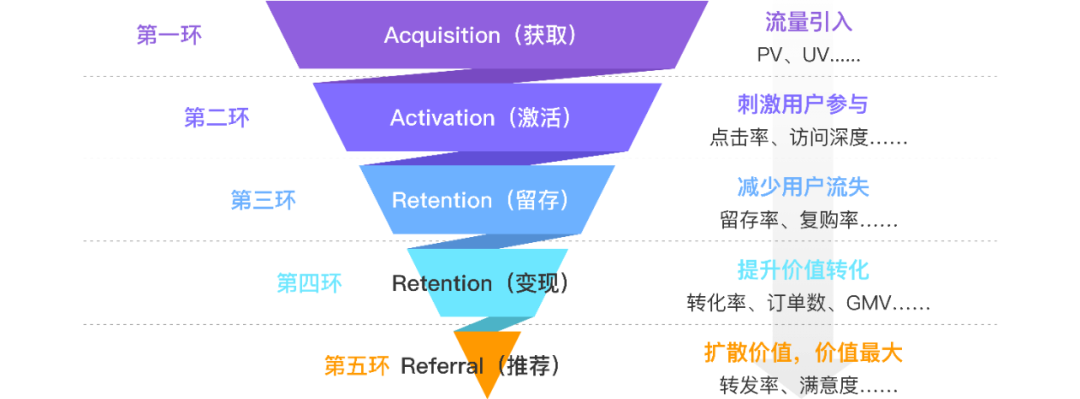 第一环
Acquisition（获取）
流量引入
PV、UV......
第二环
Activation（激活）
刺激用户参与
点击率、访问深度......
第三环
Retention（留存）
减少用户流失
留存率、复购率......
第四环
Retention（变现）
提升价值转化
转化率、订单数、GMV......
第五环
Referral（推荐）
扩散价值，价值最大
转发率、满意度......